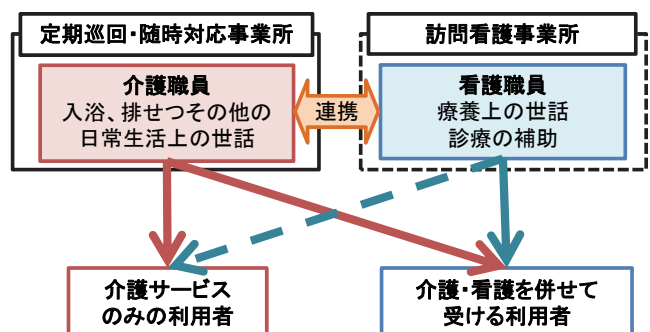 定期巡回・随時対応事業所
訪問看護事業所
介護職員
入浴、排せつその他の
日常生活上の世話
連携
看護職員
療養上の世話
診療の補助
介護サービス
のみの利用者
介護・看護を併せて
受ける利用者